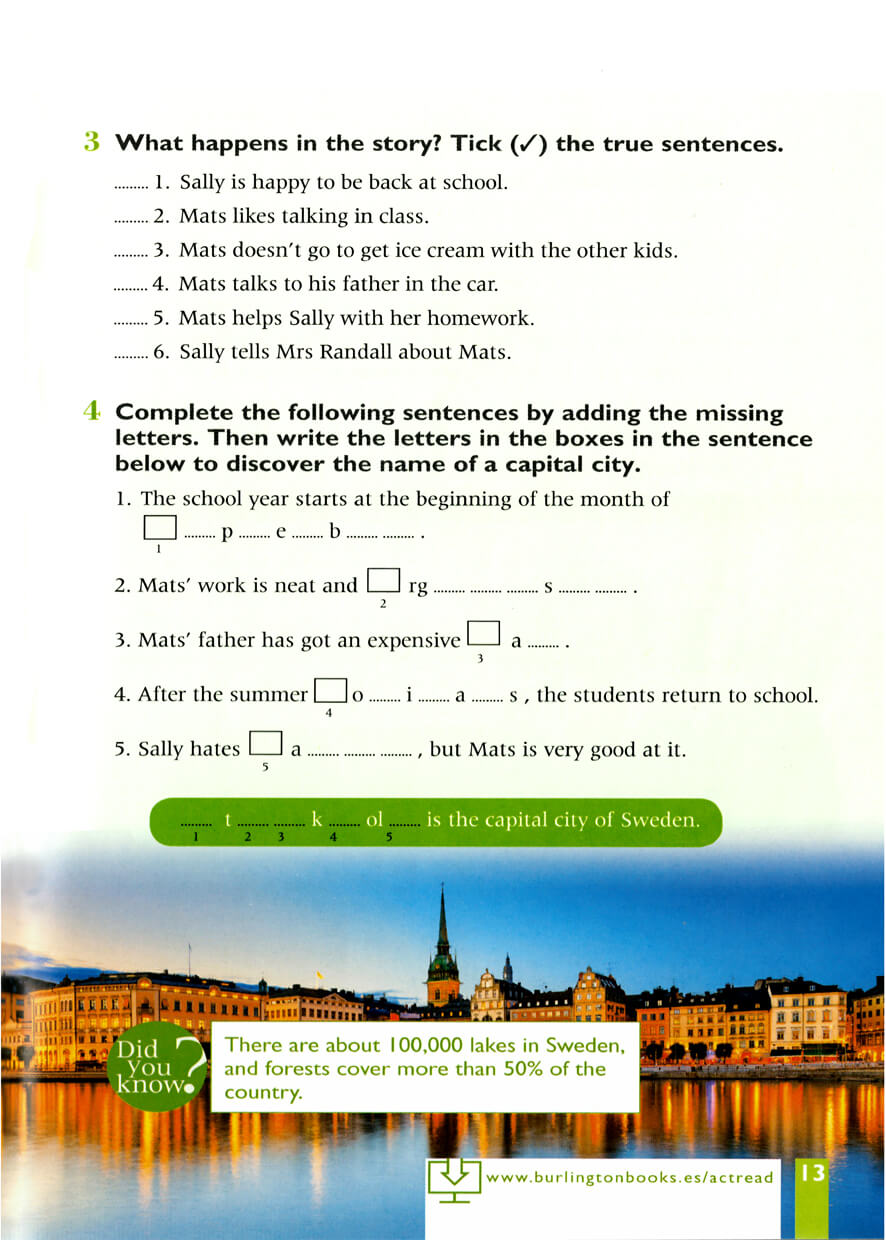 3 What happens in the story? Tick (✓) the true sentences.
......... 1. Sally is happy to be back at school.
......... 2. Mats likes talking in class.
......... 3. Mats doesn't go to get ice cream with the other kids.
......... 4. Mats talks to his father in the car.
......... 5. Mats helps Sally with her homework.
......... 6. Sally tells Mrs Randall about Mats.
4 Complete the following sentences by adding the missing
letters. Then write the letters in the boxes in the sentence
below to discover the name of a capital city.
1. The school year starts at the beginning of the month of
□ ......... p ......... e ......... b ......... ......... .
1
2. Mats' work is neat and □ rg ......... ......... ......... s ......... ......... .
2
3. Mats' father has got an expensive □ a ......... .
3
4. After the summer □ o ......... i ......... a ......... s , the students return to school.
4
5. Sally hates □ a ......... ......... ......... , but Mats is very good at it.
5
......... t ......... ......... k ......... ol ......... is the capital city of Sweden.
1 2 3 4 5
Did you know?
There are about 100,000 lakes in Sweden,
and forests cover more than 50% of the
country.
www.burlingtonbooks.es/actread
13